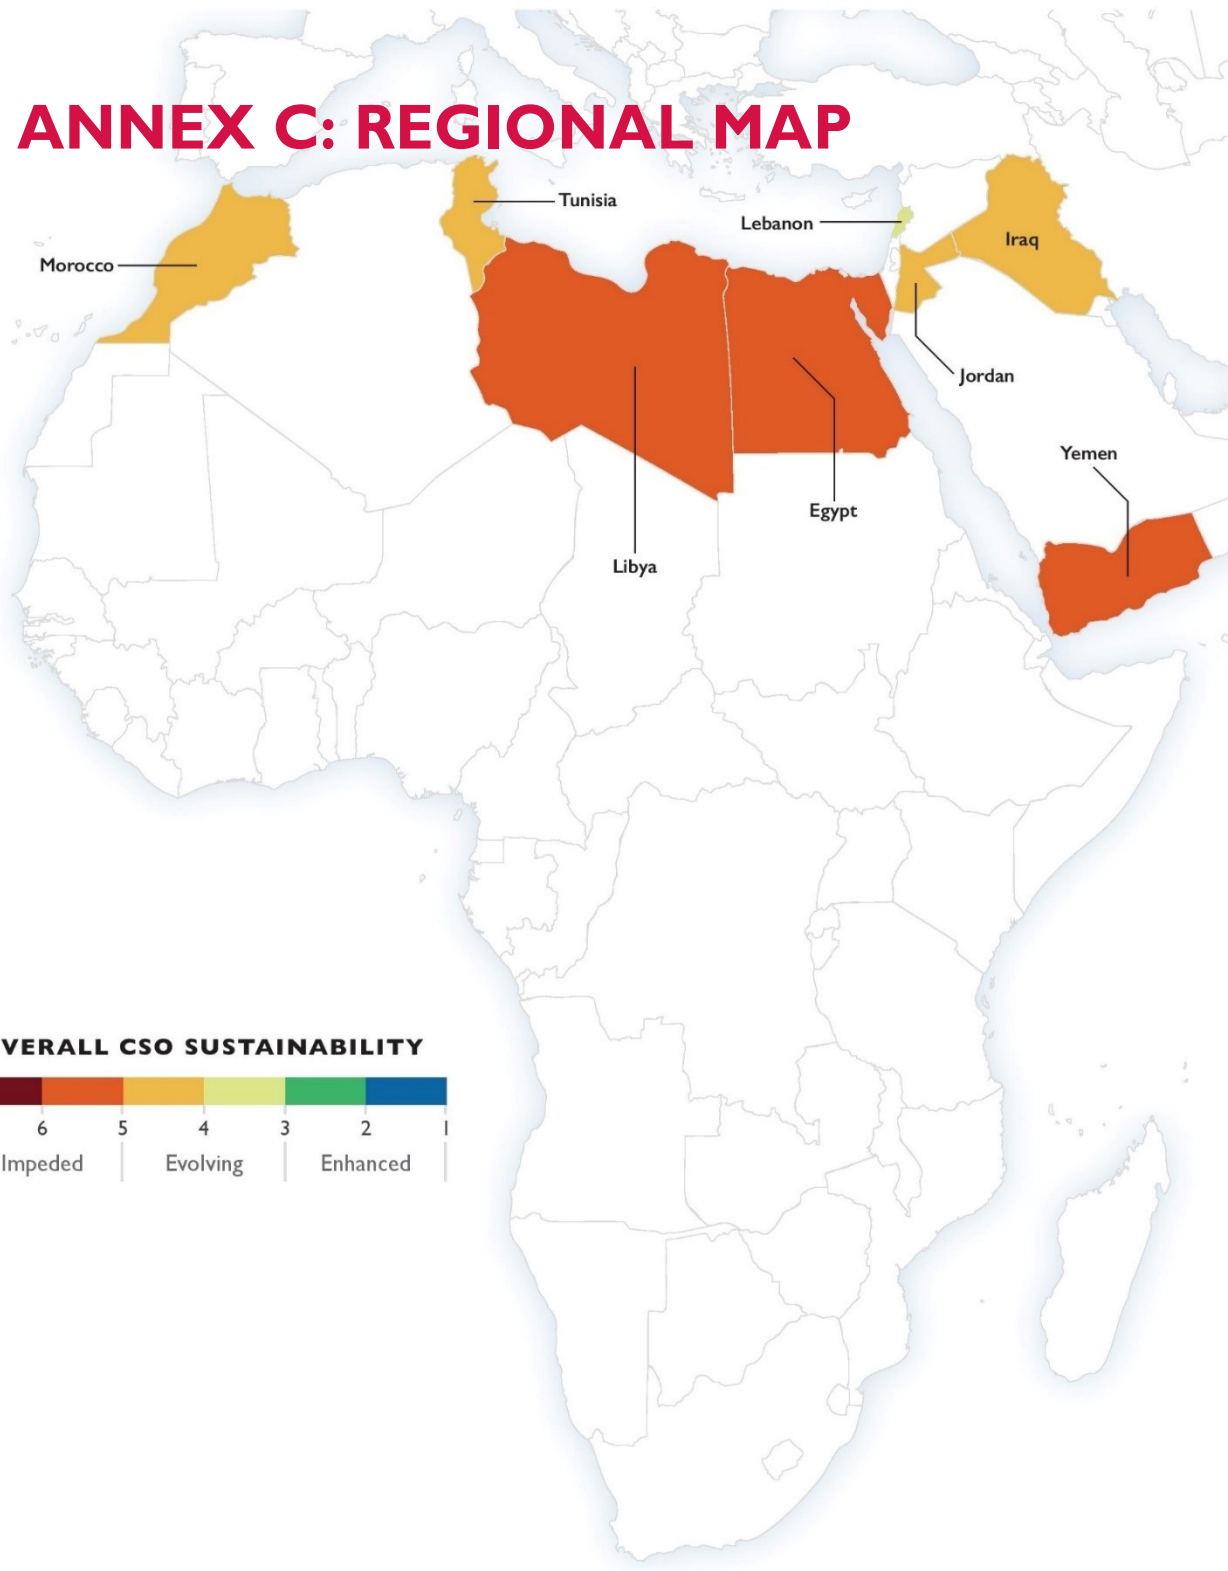 ANNEX C: REGIONAL MAP
Tunisia
Lebanon
Iraq
Morocco
Jordan
Yemen
Egypt
Libya
VERALL CSO SUSTAINABILITY
6 5 4 3 2 1
Impeded Evolving Enhanced